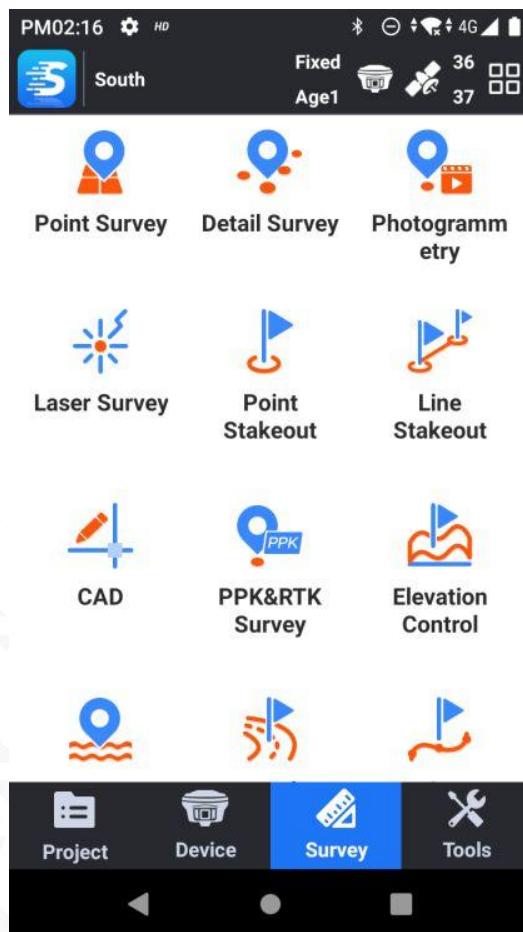 PM02:16 HD 4G
South Fixed 36
Age1 37
Point Survey Detail Survey Photogramm
etry
Laser Survey Point Line
Stakeout Stakeout
PPK
CAD PPK&RTK Elevation
Survey Control
Project Device Survey Tools